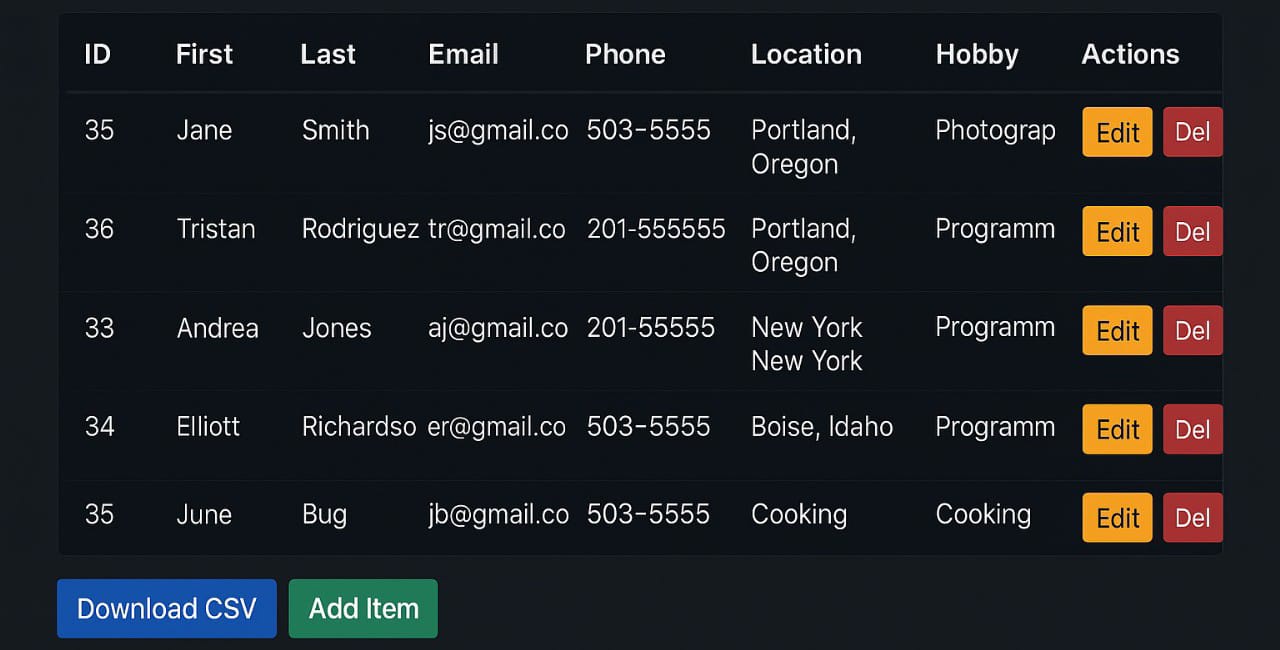 ID First Last Email Phone Location Hobby Actions
35 Jane Smith js@gmail.co 503-5555 Portland, Photograp Edit Del
Oregon
36 Tristan Rodriguez tr@gmail.co 201-555555 Portland, Programm Edit Del
Oregon
33 Andrea Jones aj@gmail.co 201-55555 New York Programm Edit Del
New York
34 Elliott Richardso er@gmail.co 503-5555 Boise, Idaho Programm Edit Del
35 June Bug jb@gmail.co 503-5555 Cooking Cooking Edit Del
Download CSV Add Item